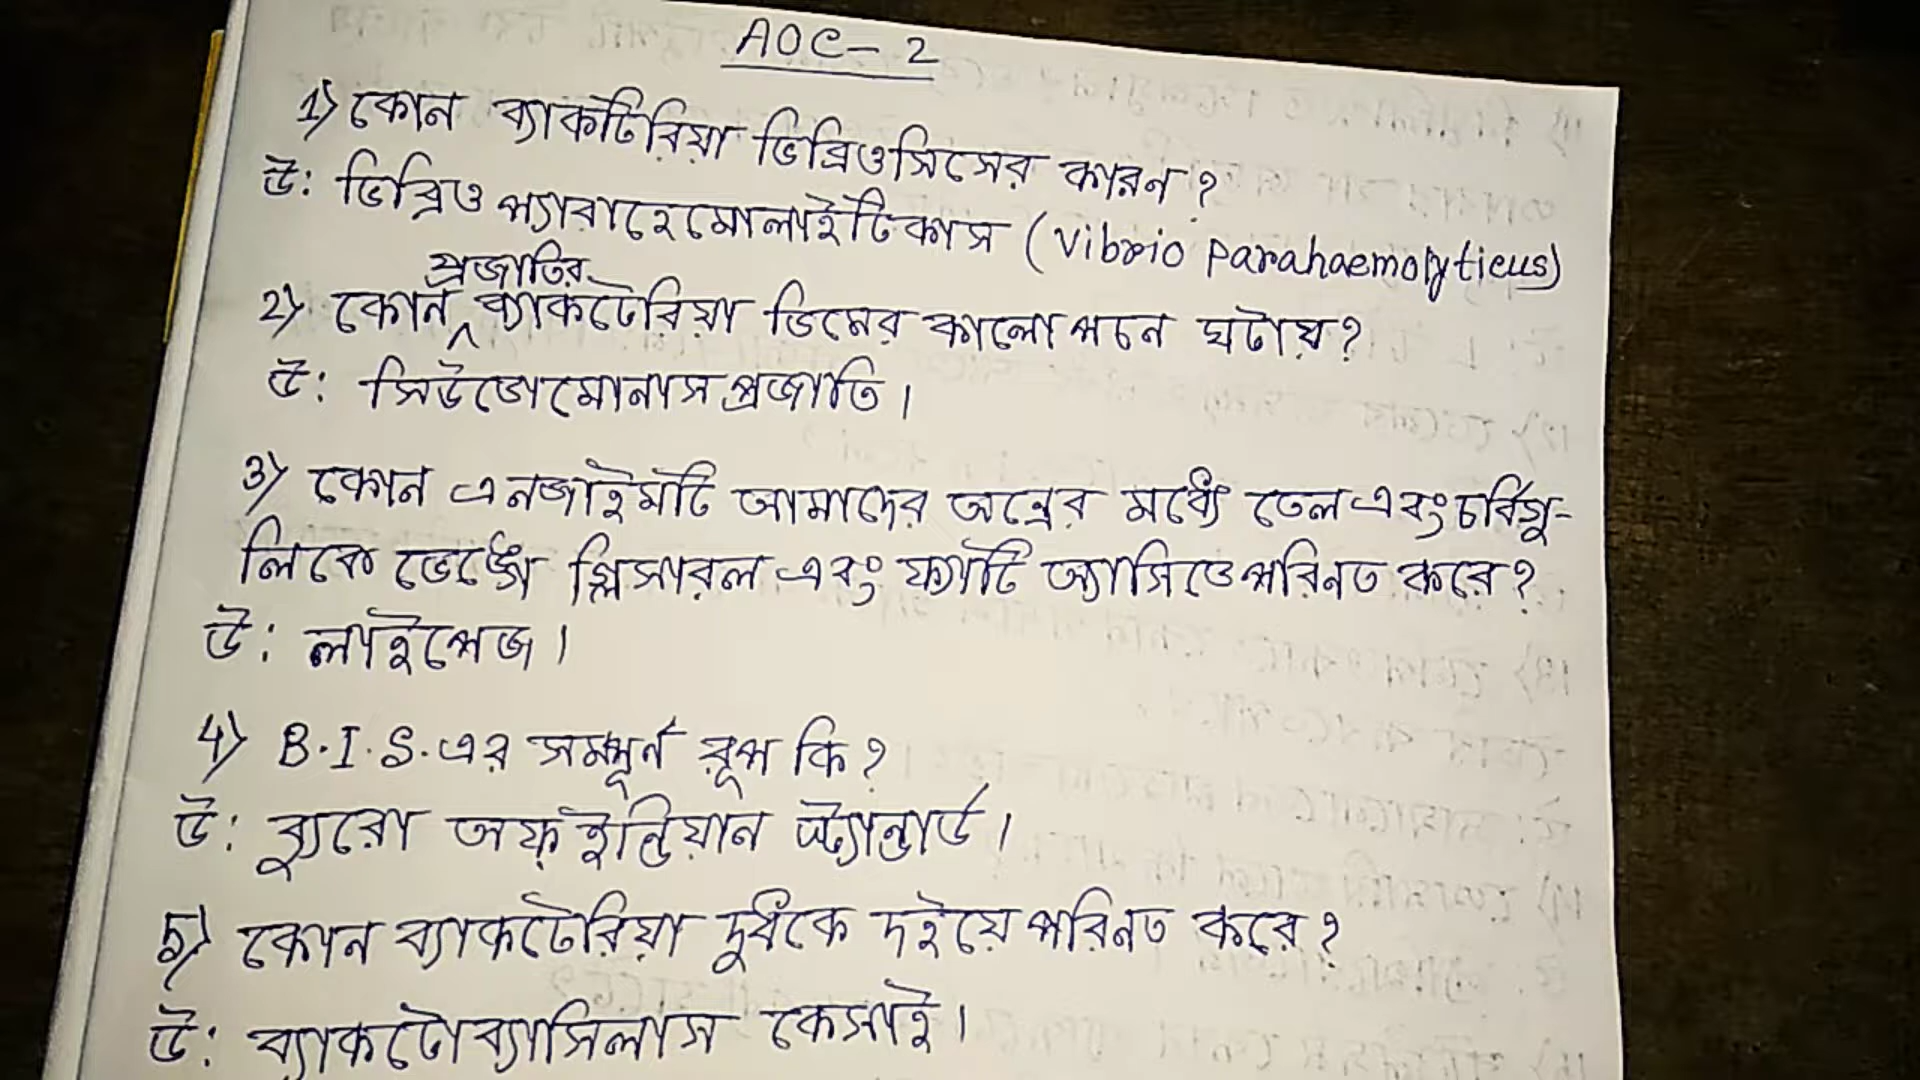 AOC- 2
1) কোন ব্যাকটিরিয়া ভিব্রিওসিসের কারন ?
উ: ভিব্রিও প্যারাহেমোলাইটিকাস (Vibrio Parahaemolyticus)
প্রজাতির
2) কোন ^ ব্যাকটেরিয়া ডিমের কালো পচন ঘটায় ?
উ: সিউডোমোনাস প্রজাতি ।
3) কোন এনজাইমটি আমাদের অন্ত্রের মধ্যে তেল এবং চর্বিগু-
লিকে ভেঙ্গে গ্লিসারল এবং ফ্যাটি অ্যাসিডে পরিনত করে ?
উ: লাইপেজ ।
4) B.I.S. এর সম্পূর্ন রূপ কি ?
উ: ব্যুরো অফ্ ইন্ডিয়ান স্ট্যান্ডার্ড ।
5) কোন ব্যাকটেরিয়া দুধকে দইয়ে পরিনত করে ?
উ: ব্যাকটোব্যাসিলাস কেসাই ।